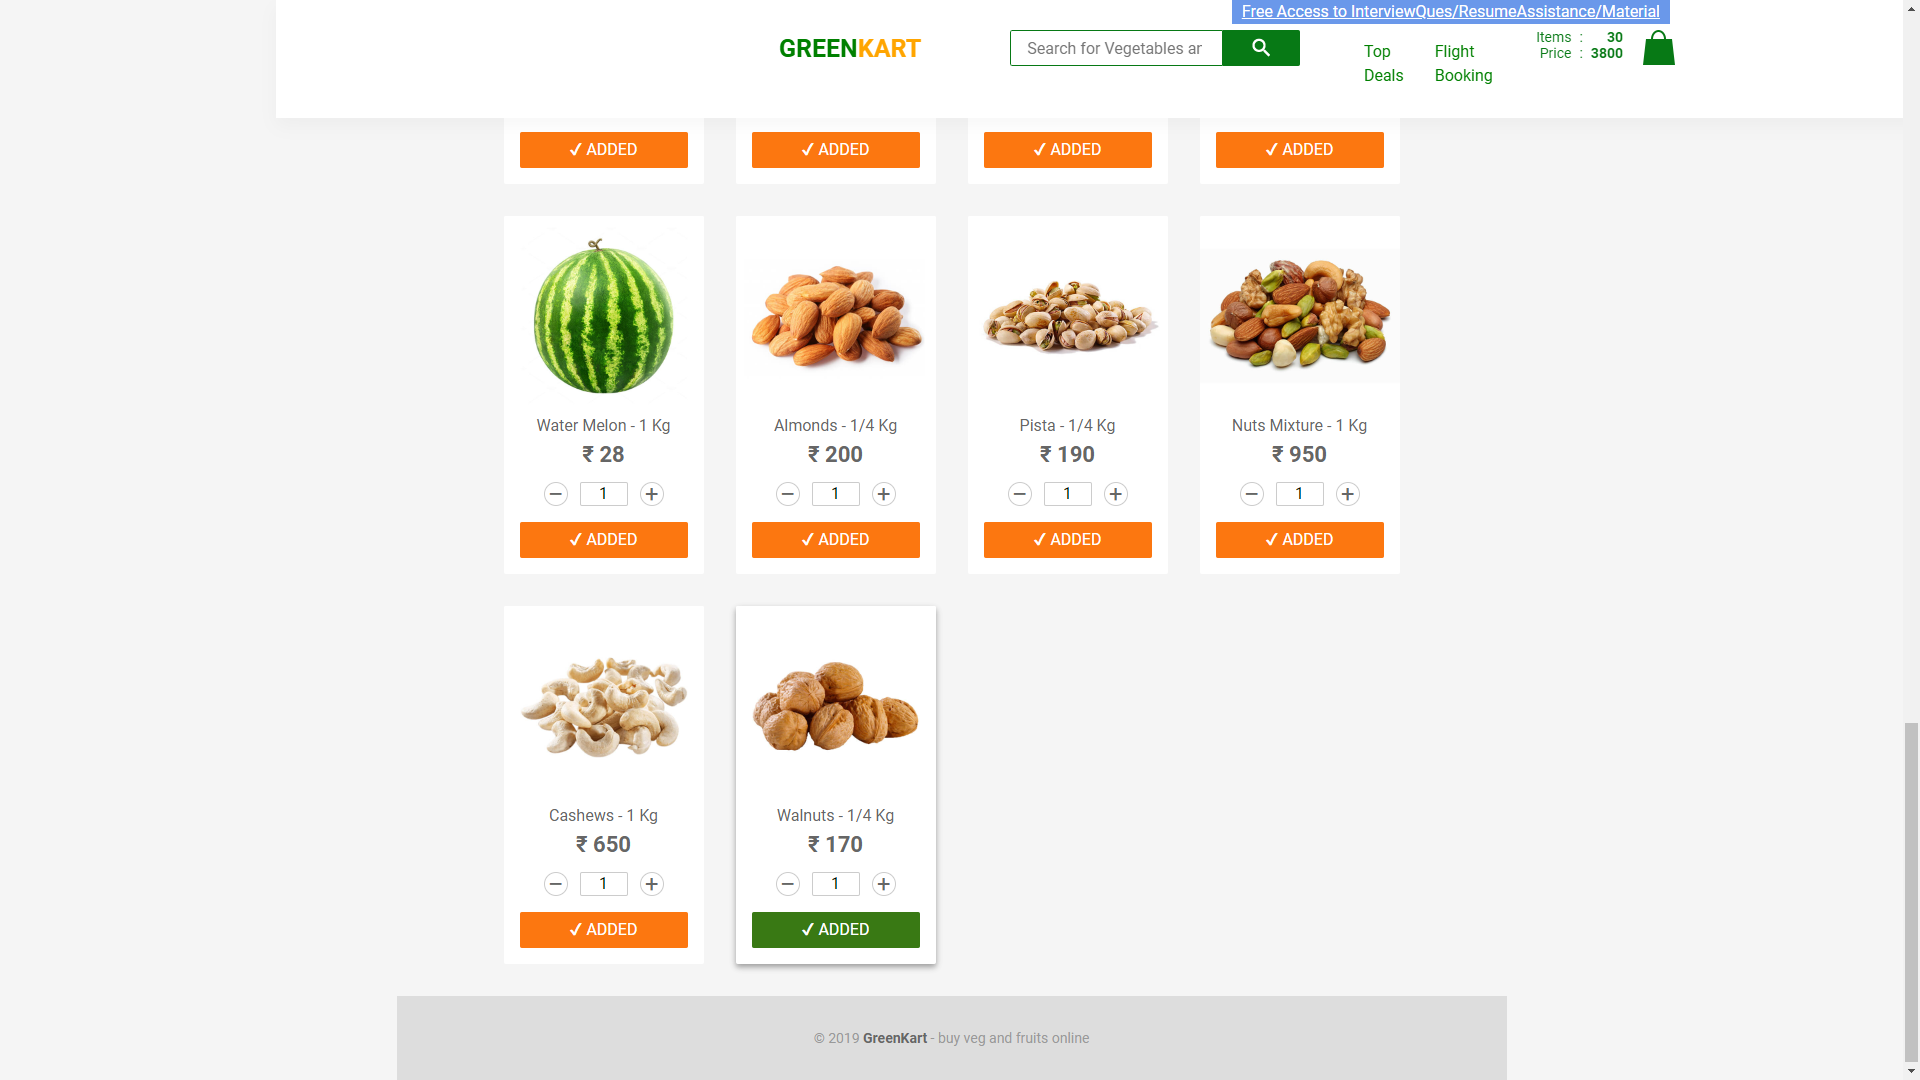 Free Access to InterviewQues/ResumeAssistance/Material
GREENKART
Search for Vegetables ar
Top Deals
Flight Booking
Items : 30
Price : 3800
✓ ADDED
✓ ADDED
✓ ADDED
✓ ADDED
Water Melon - 1 Kg
₹ 28
1
✓ ADDED
Almonds - 1/4 Kg
₹ 200
1
✓ ADDED
Pista - 1/4 Kg
₹ 190
1
✓ ADDED
Nuts Mixture - 1 Kg
₹ 950
1
✓ ADDED
Cashews - 1 Kg
₹ 650
1
✓ ADDED
Walnuts - 1/4 Kg
₹ 170
1
✓ ADDED
© 2019 GreenKart - buy veg and fruits online